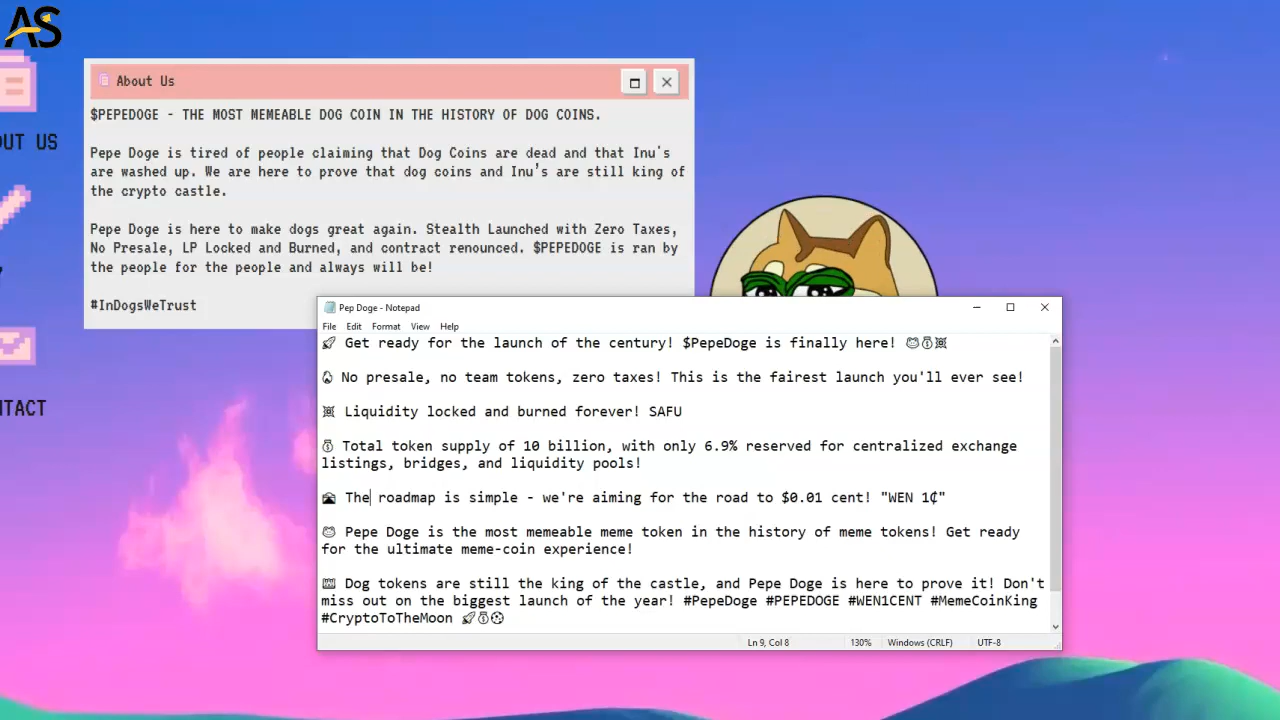 AS
About Us
$PEPEDOGE - THE MOST MEMEABLE DOG COIN IN THE HISTORY OF DOG COINS.
Pepe Doge is tired of people claiming that Dog Coins are dead and that Inu's
are washed up. We are here to prove that dog coins and Inu’s are still king of
the crypto castle.
Pepe Doge is here to make dogs great again. Stealth Launched with Zero Taxes,
No Presale, LP Locked and Burned, and contract renounced. $PEPEDOGE is ran by
the people for the people and always will be!
#InDogsWeTrust
OUT US
NTACT
Pep Doge - Notepad
File Edit Format View Help
🚀 Get ready for the launch of the century! $PepeDoge is finally here! 🐸💰💥
🔥 No presale, no team tokens, zero taxes! This is the fairest launch you'll ever see!
💥 Liquidity locked and burned forever! SAFU
💰 Total token supply of 10 billion, with only 6.9% reserved for centralized exchange
listings, bridges, and liquidity pools!
🛣 The roadmap is simple - we're aiming for the road to $0.01 cent! "WEN 1₵"
🐸 Pepe Doge is the most memeable meme token in the history of meme tokens! Get ready
for the ultimate meme-coin experience!
Dog tokens are still the king of the castle, and Pepe Doge is here to prove it! Don't
miss out on the biggest launch of the year! #PepeDoge #PEPEDOGE #WEN1CENT #MemeCoinKing
#CryptoToTheMoon 🚀💰
Ln 9, Col 8 130% Windows (CRLF) UTF-8